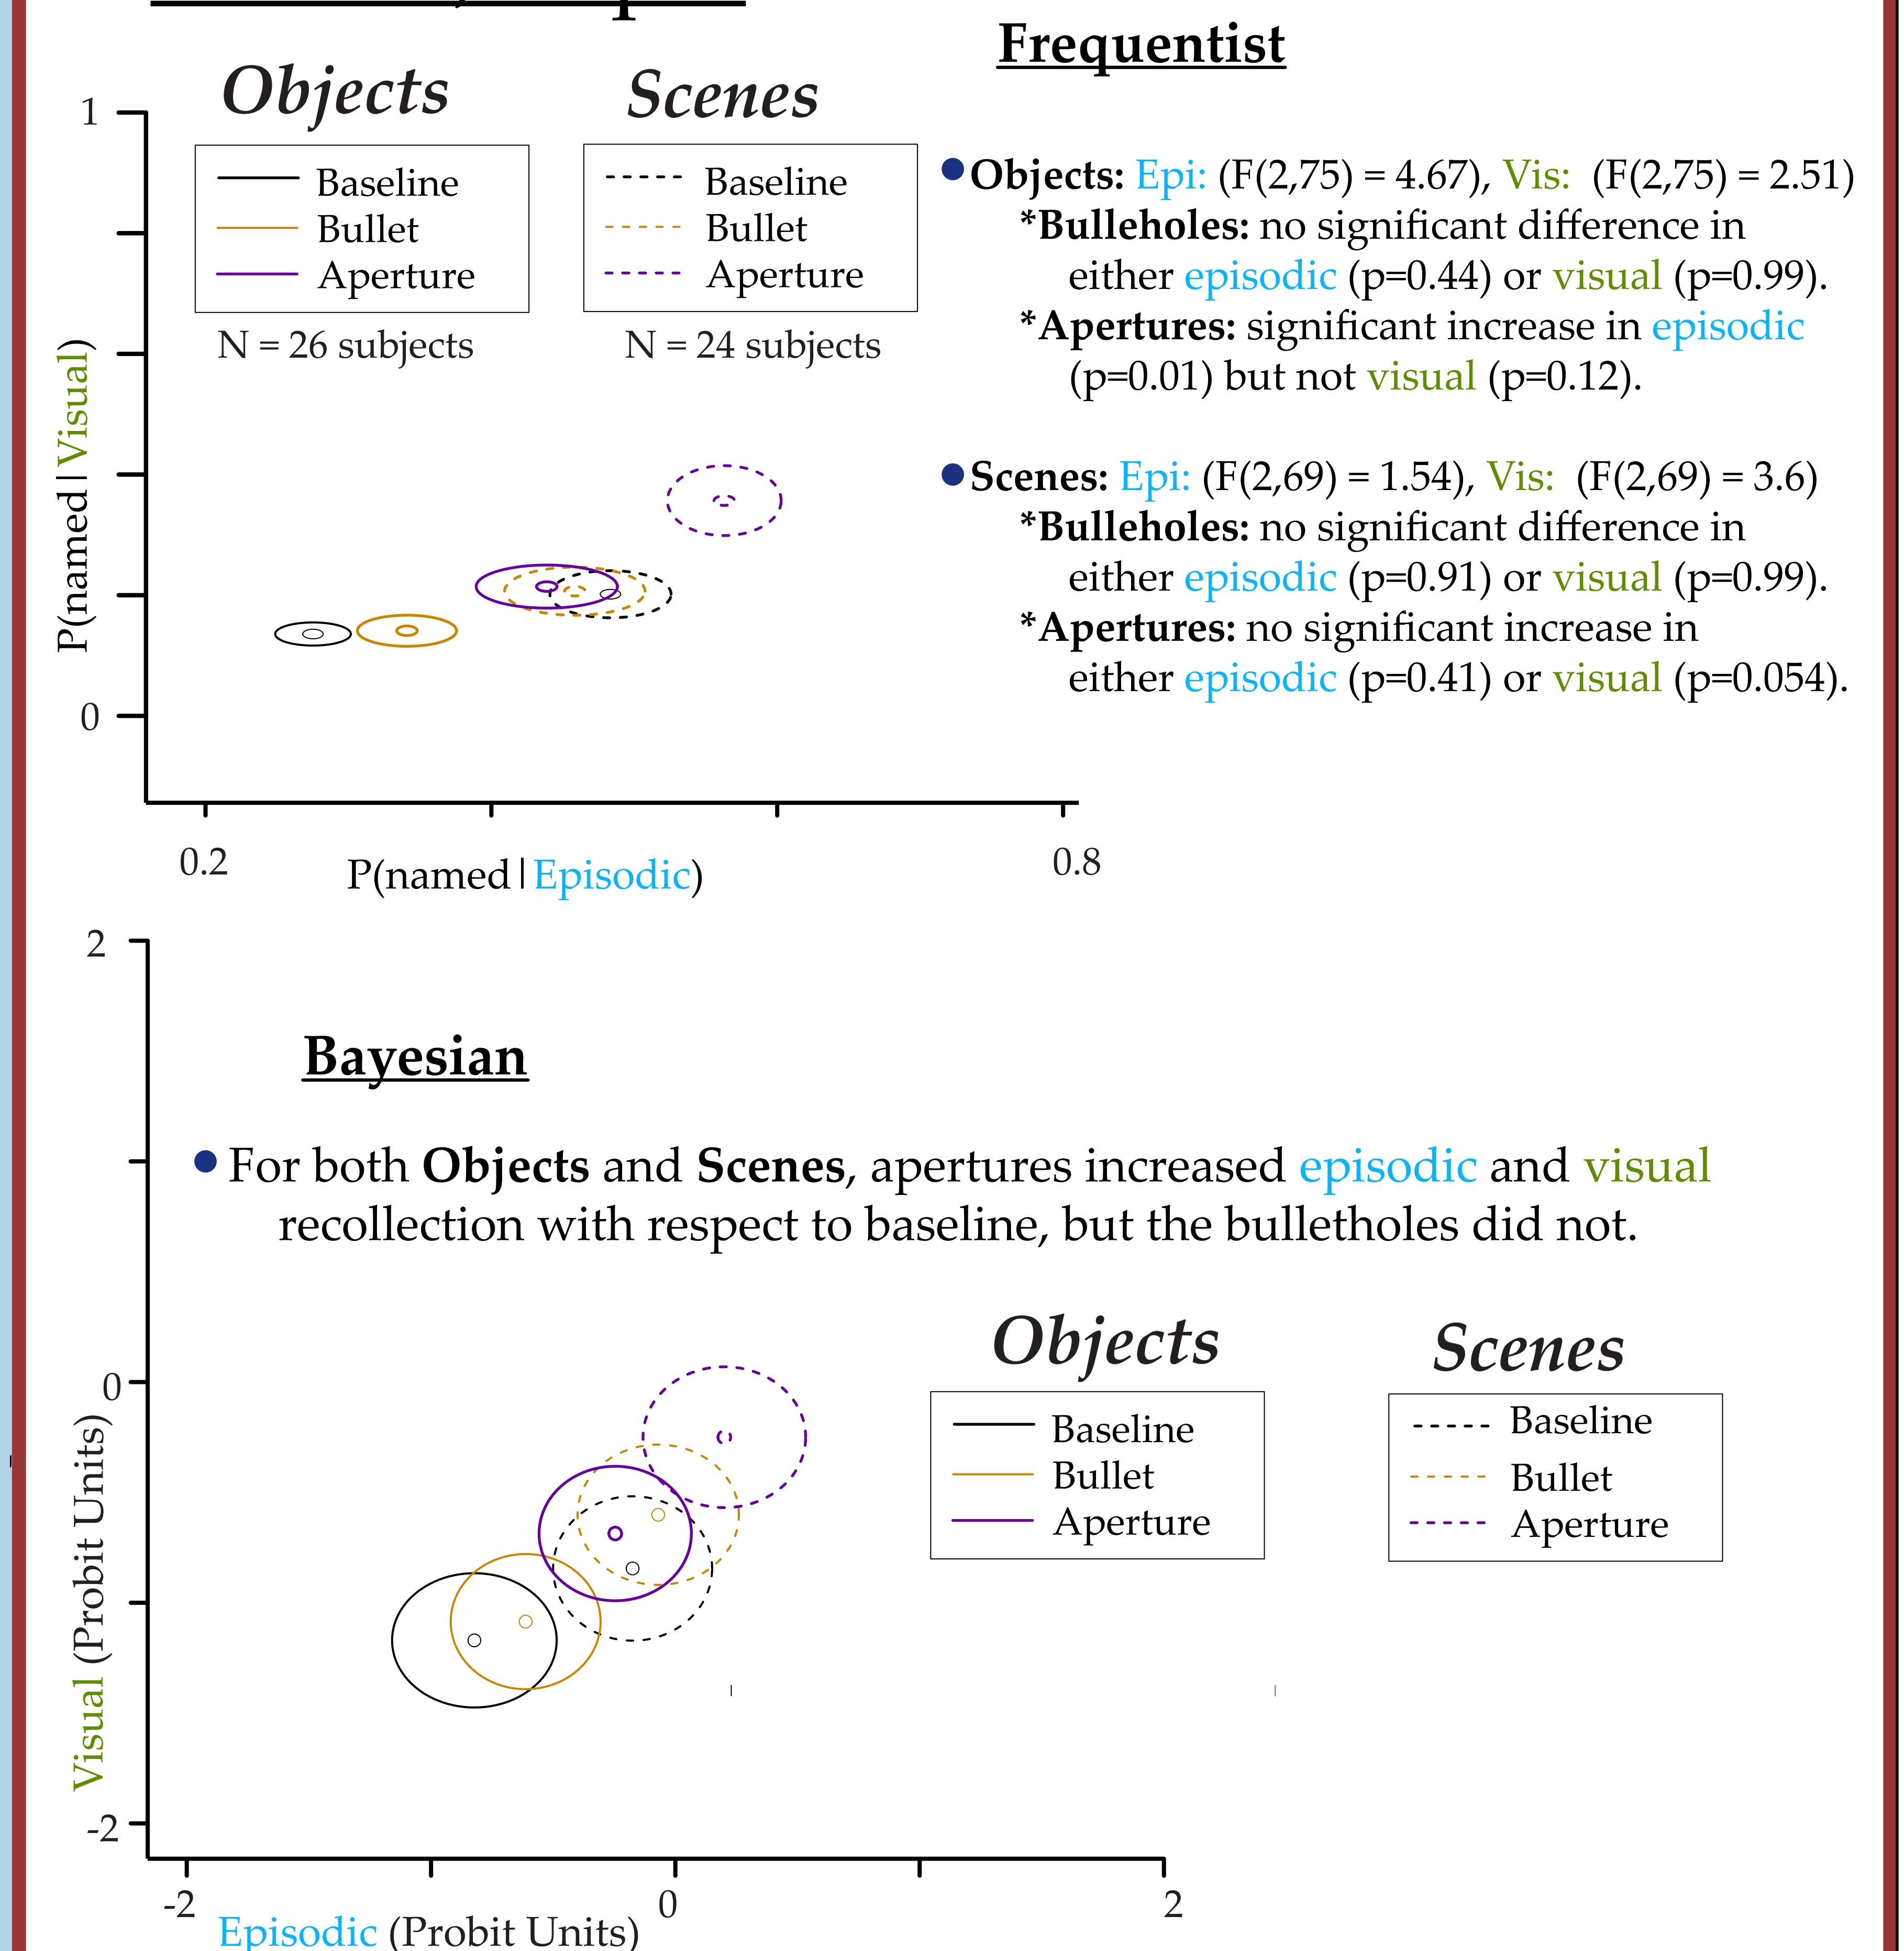 Frequentist
Objects
Scenes
1
Baseline
Bullet
Aperture
N = 26 subjects
Baseline
Bullet
Aperture
N = 24 subjects
P(named|Visual)
0
0.2
0.8
P(named|Episodic)
Objects: Epi: (F(2,75) = 4.67), Vis: (F(2,75) = 2.51)
*Bulleholes: no significant difference in
either episodic (p=0.44) or visual (p=0.99).
*Apertures: significant increase in episodic
(p=0.01) but not visual (p=0.12).
Scenes: Epi: (F(2,69) = 1.54), Vis: (F(2,69) = 3.6)
*Bulleholes: no significant difference in
either episodic (p=0.91) or visual (p=0.99).
*Apertures: no significant increase in
either episodic (p=0.41) or visual (p=0.054).
2
Bayesian
For both Objects and Scenes, apertures increased episodic and visual
recollection with respect to baseline, but the bulletholes did not.
Objects
Baseline
Bullet
Aperture
Scenes
Baseline
Bullet
Aperture
0
Visual (Probit Units)
-2
-2
0
2
Episodic (Probit Units)